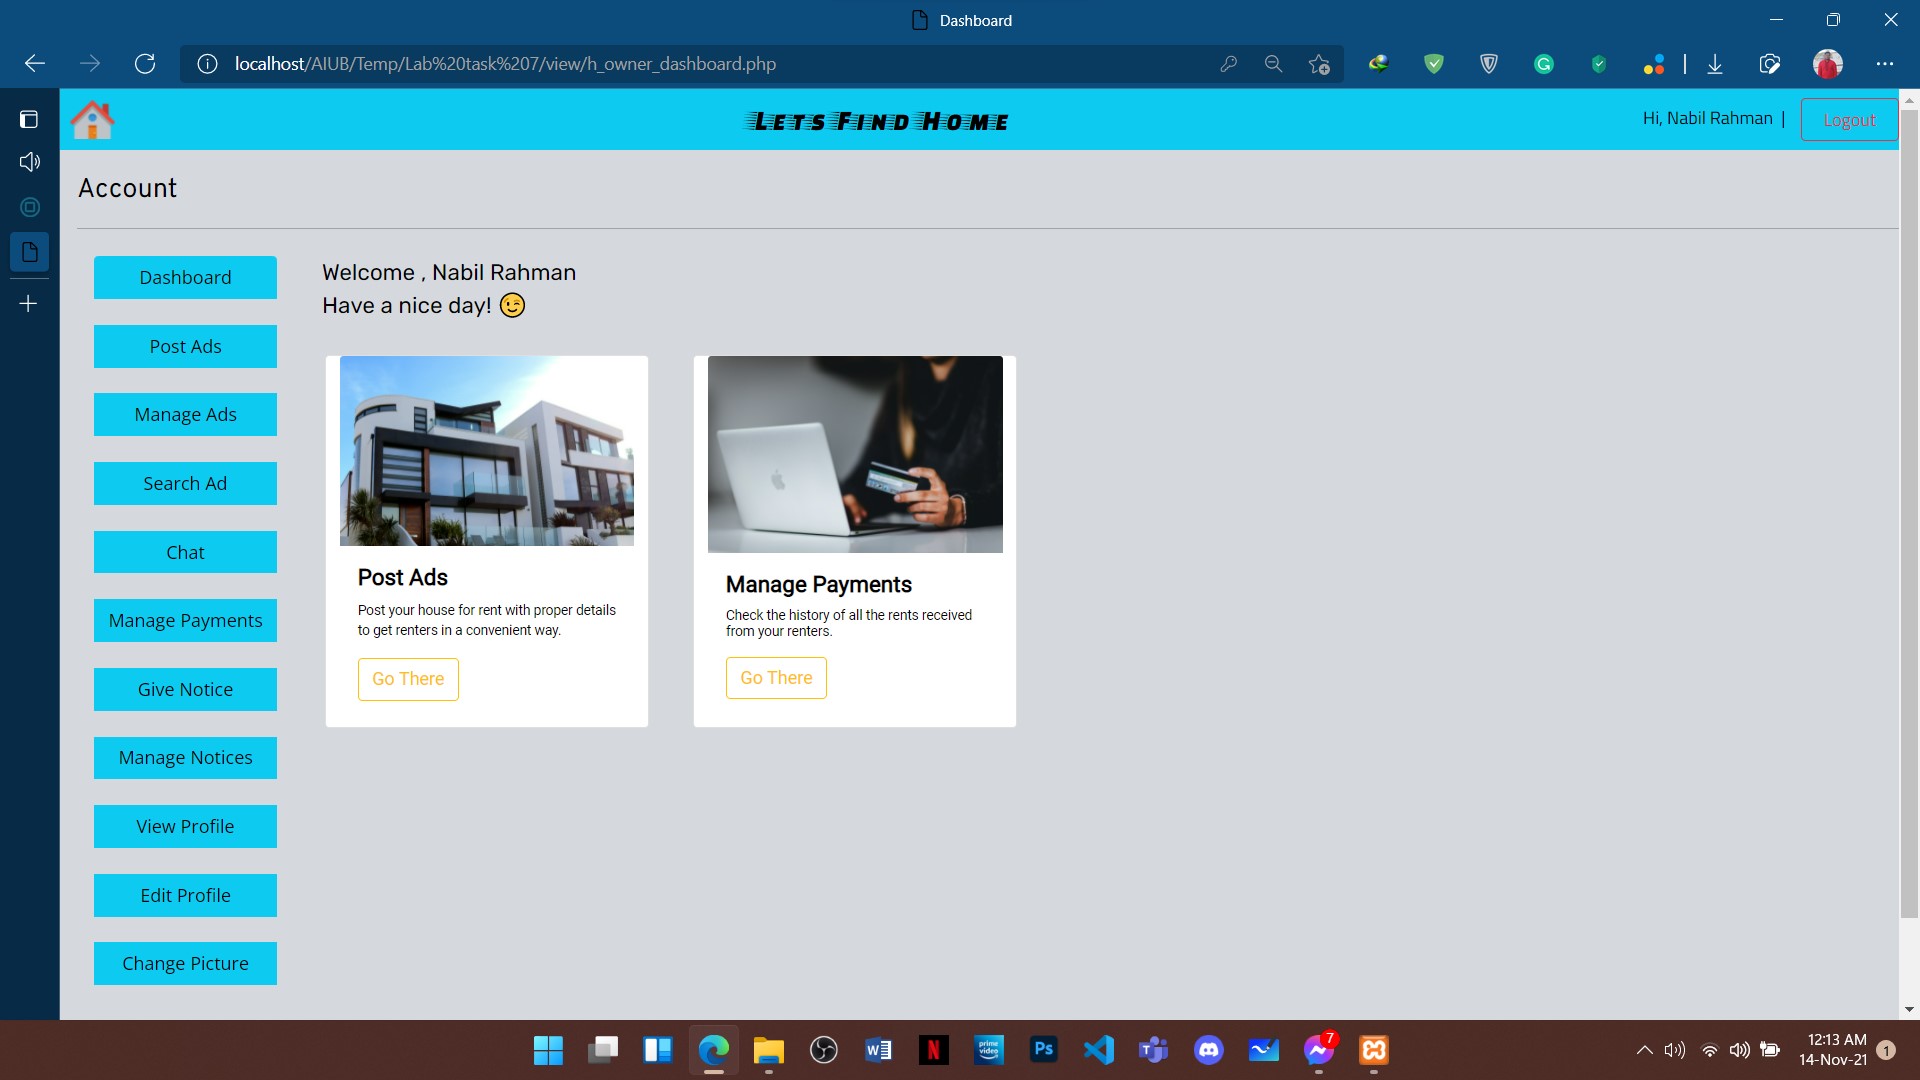 Dashboard
localhost/AIUB/Temp/Lab%20task%207/view/h_owner_dashboard.php
Lets Find Home
Hi, Nabil Rahman |
Logout
Account
Dashboard
Post Ads
Manage Ads
Search Ad
Chat
Manage Payments
Give Notice
Manage Notices
View Profile
Edit Profile
Change Picture
Welcome , Nabil Rahman
Have a nice day! 😉
Post Ads
Post your house for rent with proper details
to get renters in a convenient way.
Go There
Manage Payments
Check the history of all the rents received
from your renters.
Go There
prime
video
Ps
7
12:13 AM
14-Nov-21
1